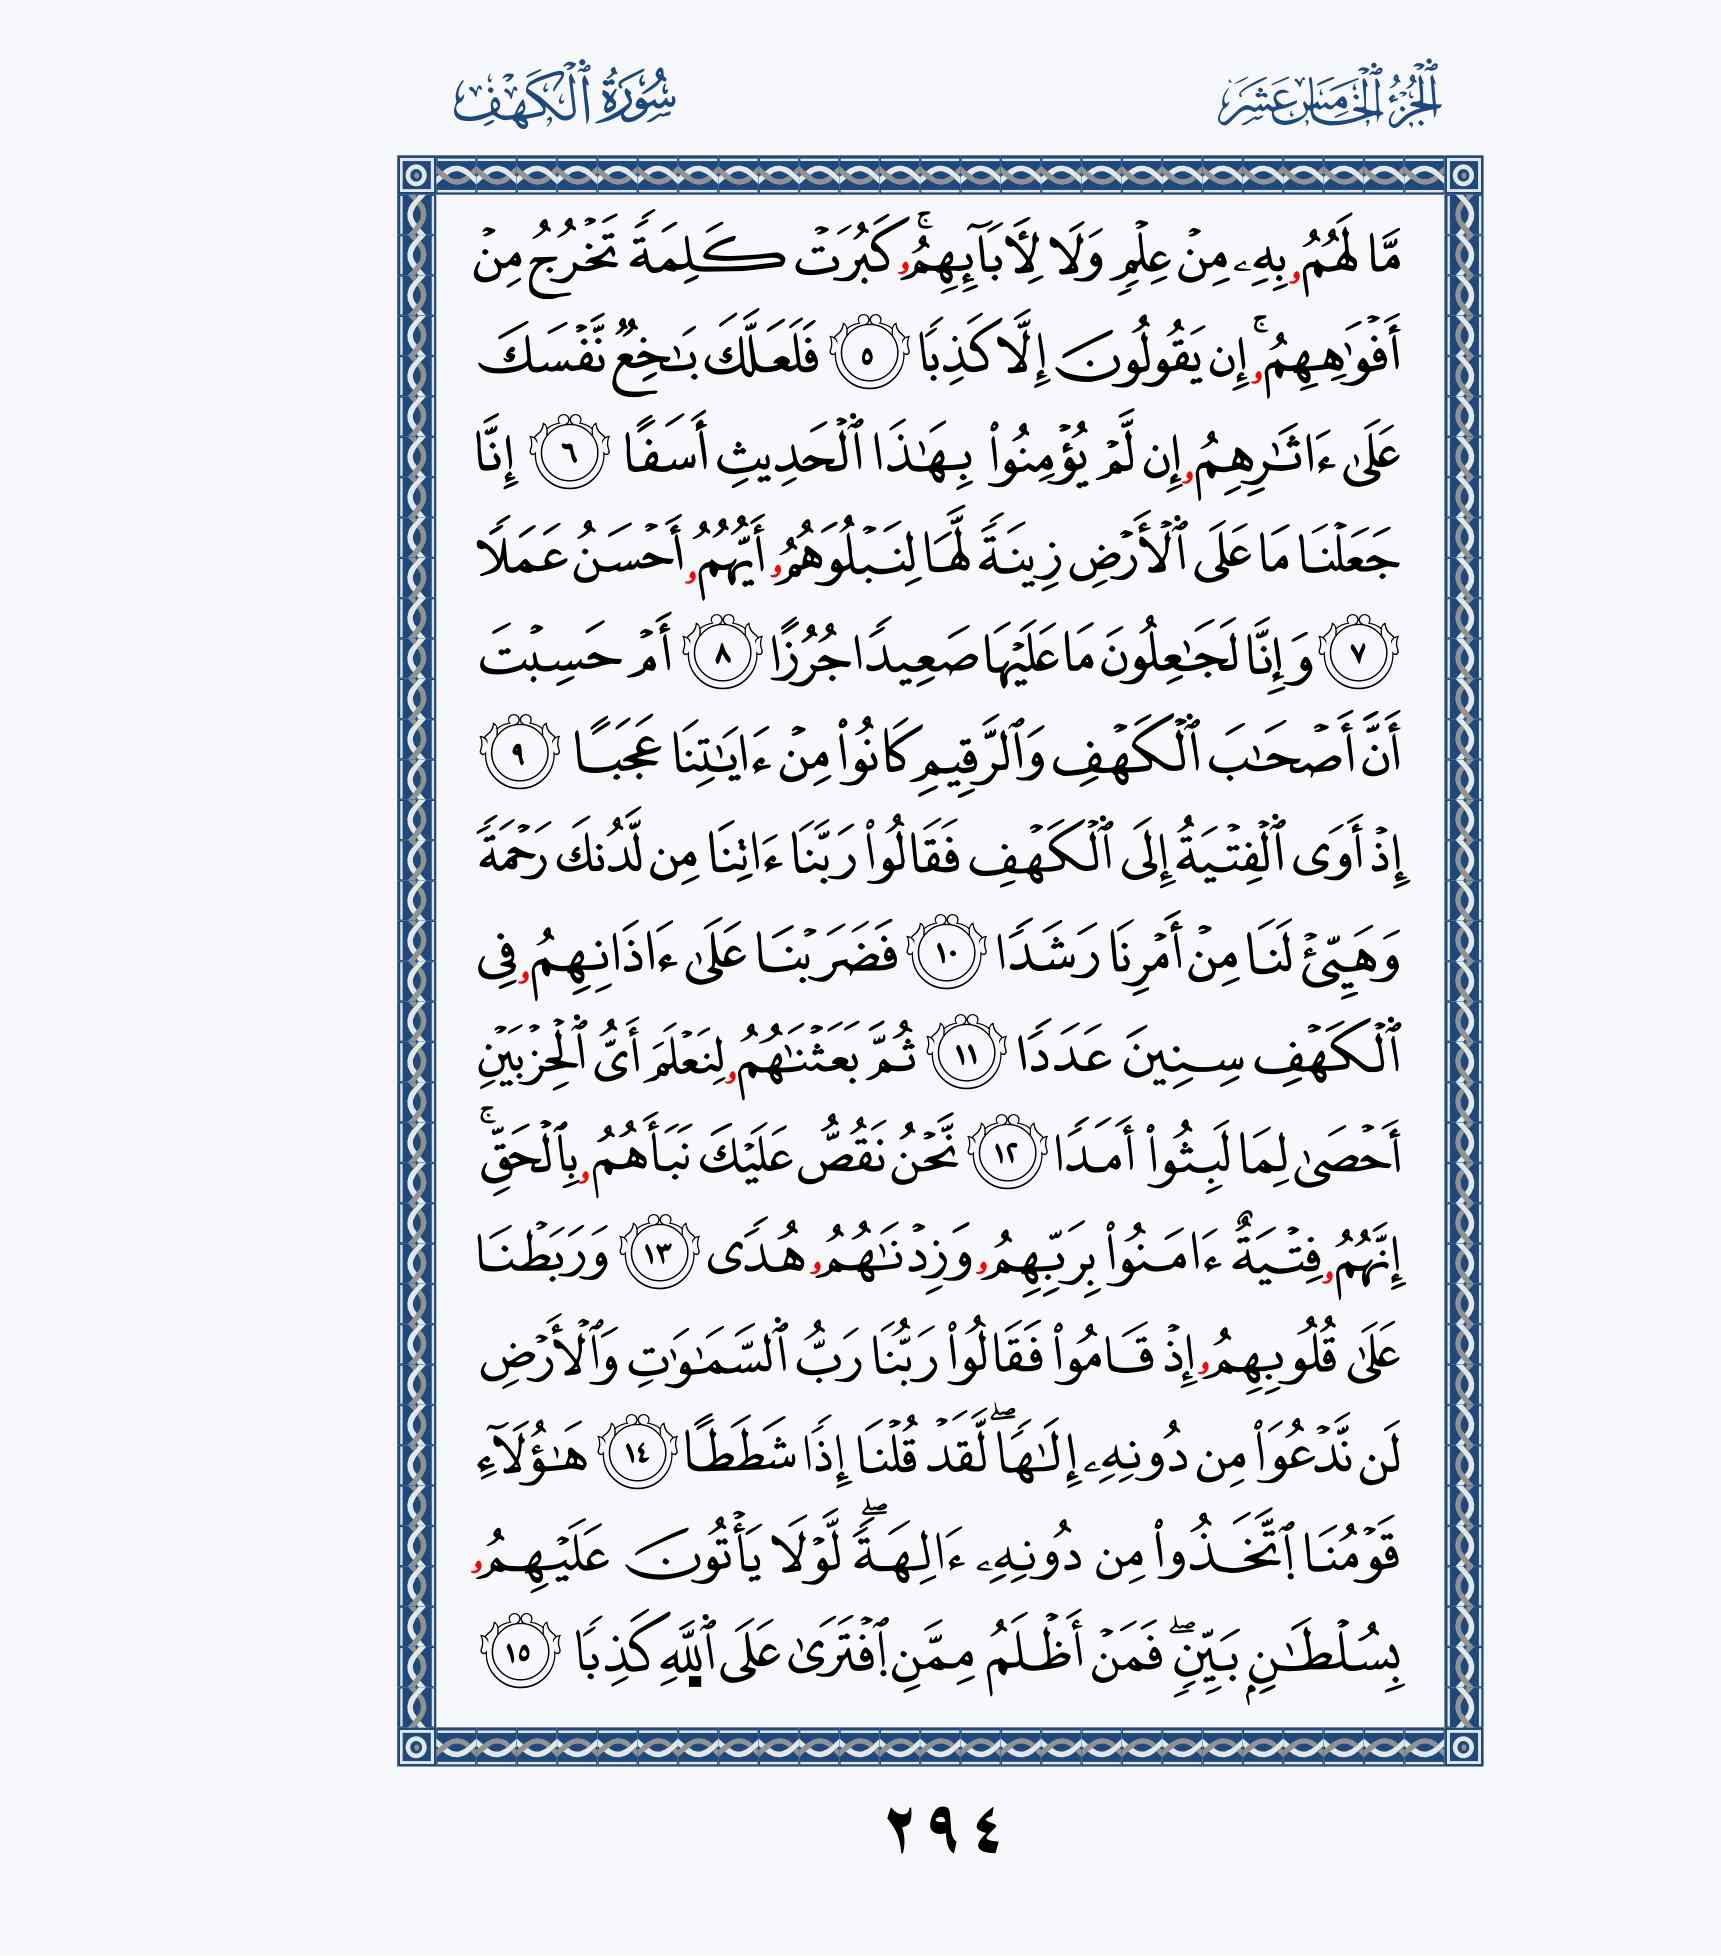 ٱلْجُزْءُ ٱلْخَامِسَ عَشَرَ
سُورَةُ ٱلْكَهْفِ
مَّا لَهُمُۥ بِهِۦ مِنْ عِلْمٍ وَلَا لِأٓبَآئِهِمُۥۚ كَبُرَتْ كَلِمَةً تَخْرُجُ مِنْ
أَفْوَٰهِهِمُۥۚ إِن يَقُولُونَ إِلَّا كَذِبًا ٥ فَلَعَلَّكَ بَـٰخِعٌ نَّفْسَكَ
عَلَىٰ ءَاثَـٰرِهِمُۥ إِن لَّمْ يُؤْمِنُوا۟ بِهَـٰذَا ٱلْحَدِيثِ أَسَفًا ٦ إِنَّا
جَعَلْنَا مَا عَلَى ٱلْأَرْضِ زِينَةً لَّهَا لِنَبْلُوَهُمُۥ أَيُّهُمُۥ أَحْسَنُ عَمَلًا
٧ وَإِنَّا لَجَـٰعِلُونَ مَا عَلَيْهَا صَعِيدًا جُرُزًا ٨ أَمْ حَسِبْتَ
أَنَّ أَصْحَـٰبَ ٱلْكَهْفِ وَٱلرَّقِيمِ كَانُوا۟ مِنْ ءَايَـٰتِنَا عَجَبًا ٩
إِذْ أَوَى ٱلْفِتْيَةُ إِلَى ٱلْكَهْفِ فَقَالُوا۟ رَبَّنَا ءَاتِنَا مِن لَّدُنكَ رَحْمَةً
وَهَيِّئْ لَنَا مِنْ أَمْرِنَا رَشَدًا ١٠ فَضَرَبْنَا عَلَىٰ ءَاذَانِهِمُۥ فِى
ٱلْكَهْفِ سِنِينَ عَدَدًا ١١ ثُمَّ بَعَثْنَـٰهُمُۥ لِنَعْلَمَ أَىُّ ٱلْحِزْبَيْنِ
أَحْصَىٰ لِمَا لَبِثُوا۟ أَمَدًا ١٢ نَّحْنُ نَقُصُّ عَلَيْكَ نَبَأَهُمُۥ بِٱلْحَقِّۚ
إِنَّهُمُۥ فِتْيَةٌ ءَامَنُوا۟ بِرَبِّهِمُۥ وَزِدْنَـٰهُمُۥ هُدًى ١٣ وَرَبَطْنَا
عَلَىٰ قُلُوبِهِمُۥ إِذْ قَامُوا۟ فَقَالُوا۟ رَبُّنَا رَبُّ ٱلسَّمَـٰوَٰتِ وَٱلْأَرْضِ
لَن نَّدْعُوَا۟ مِن دُونِهِۦ إِلَـٰهًاۖ لَّقَدْ قُلْنَا إِذًا شَطَطًا ١٤ هَـٰؤُلَآءِ
قَوْمُنَا ٱتَّخَذُوا۟ مِن دُونِهِۦ ءَالِهَةًۖ لَّوْلَا يَأْتُونَ عَلَيْهِمُۥ
بِسُلْطَـٰنٍۭ بَيِّنٍۖ فَمَنْ أَظْلَمُ مِمَّنِ ٱفْتَرَىٰ عَلَى ٱللَّهِ كَذِبًا ١٥
٢٩٤